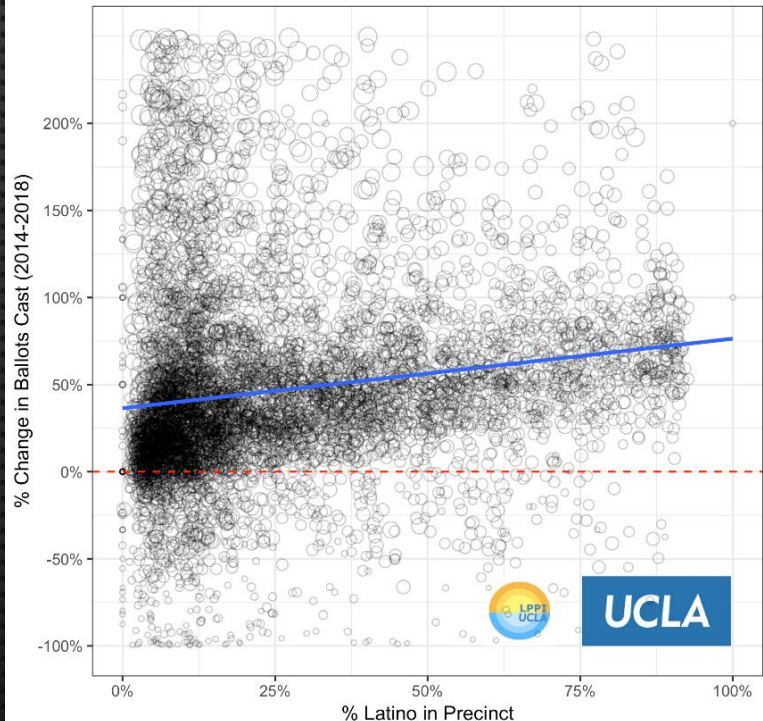 % Change in Ballots Cast (2014-2018)
200%
150%
100%
50%
0%
-50%
-100%
LPPI
UCLA
UCLA
0%
25%
50%
75%
100%
% Latino in Precinct